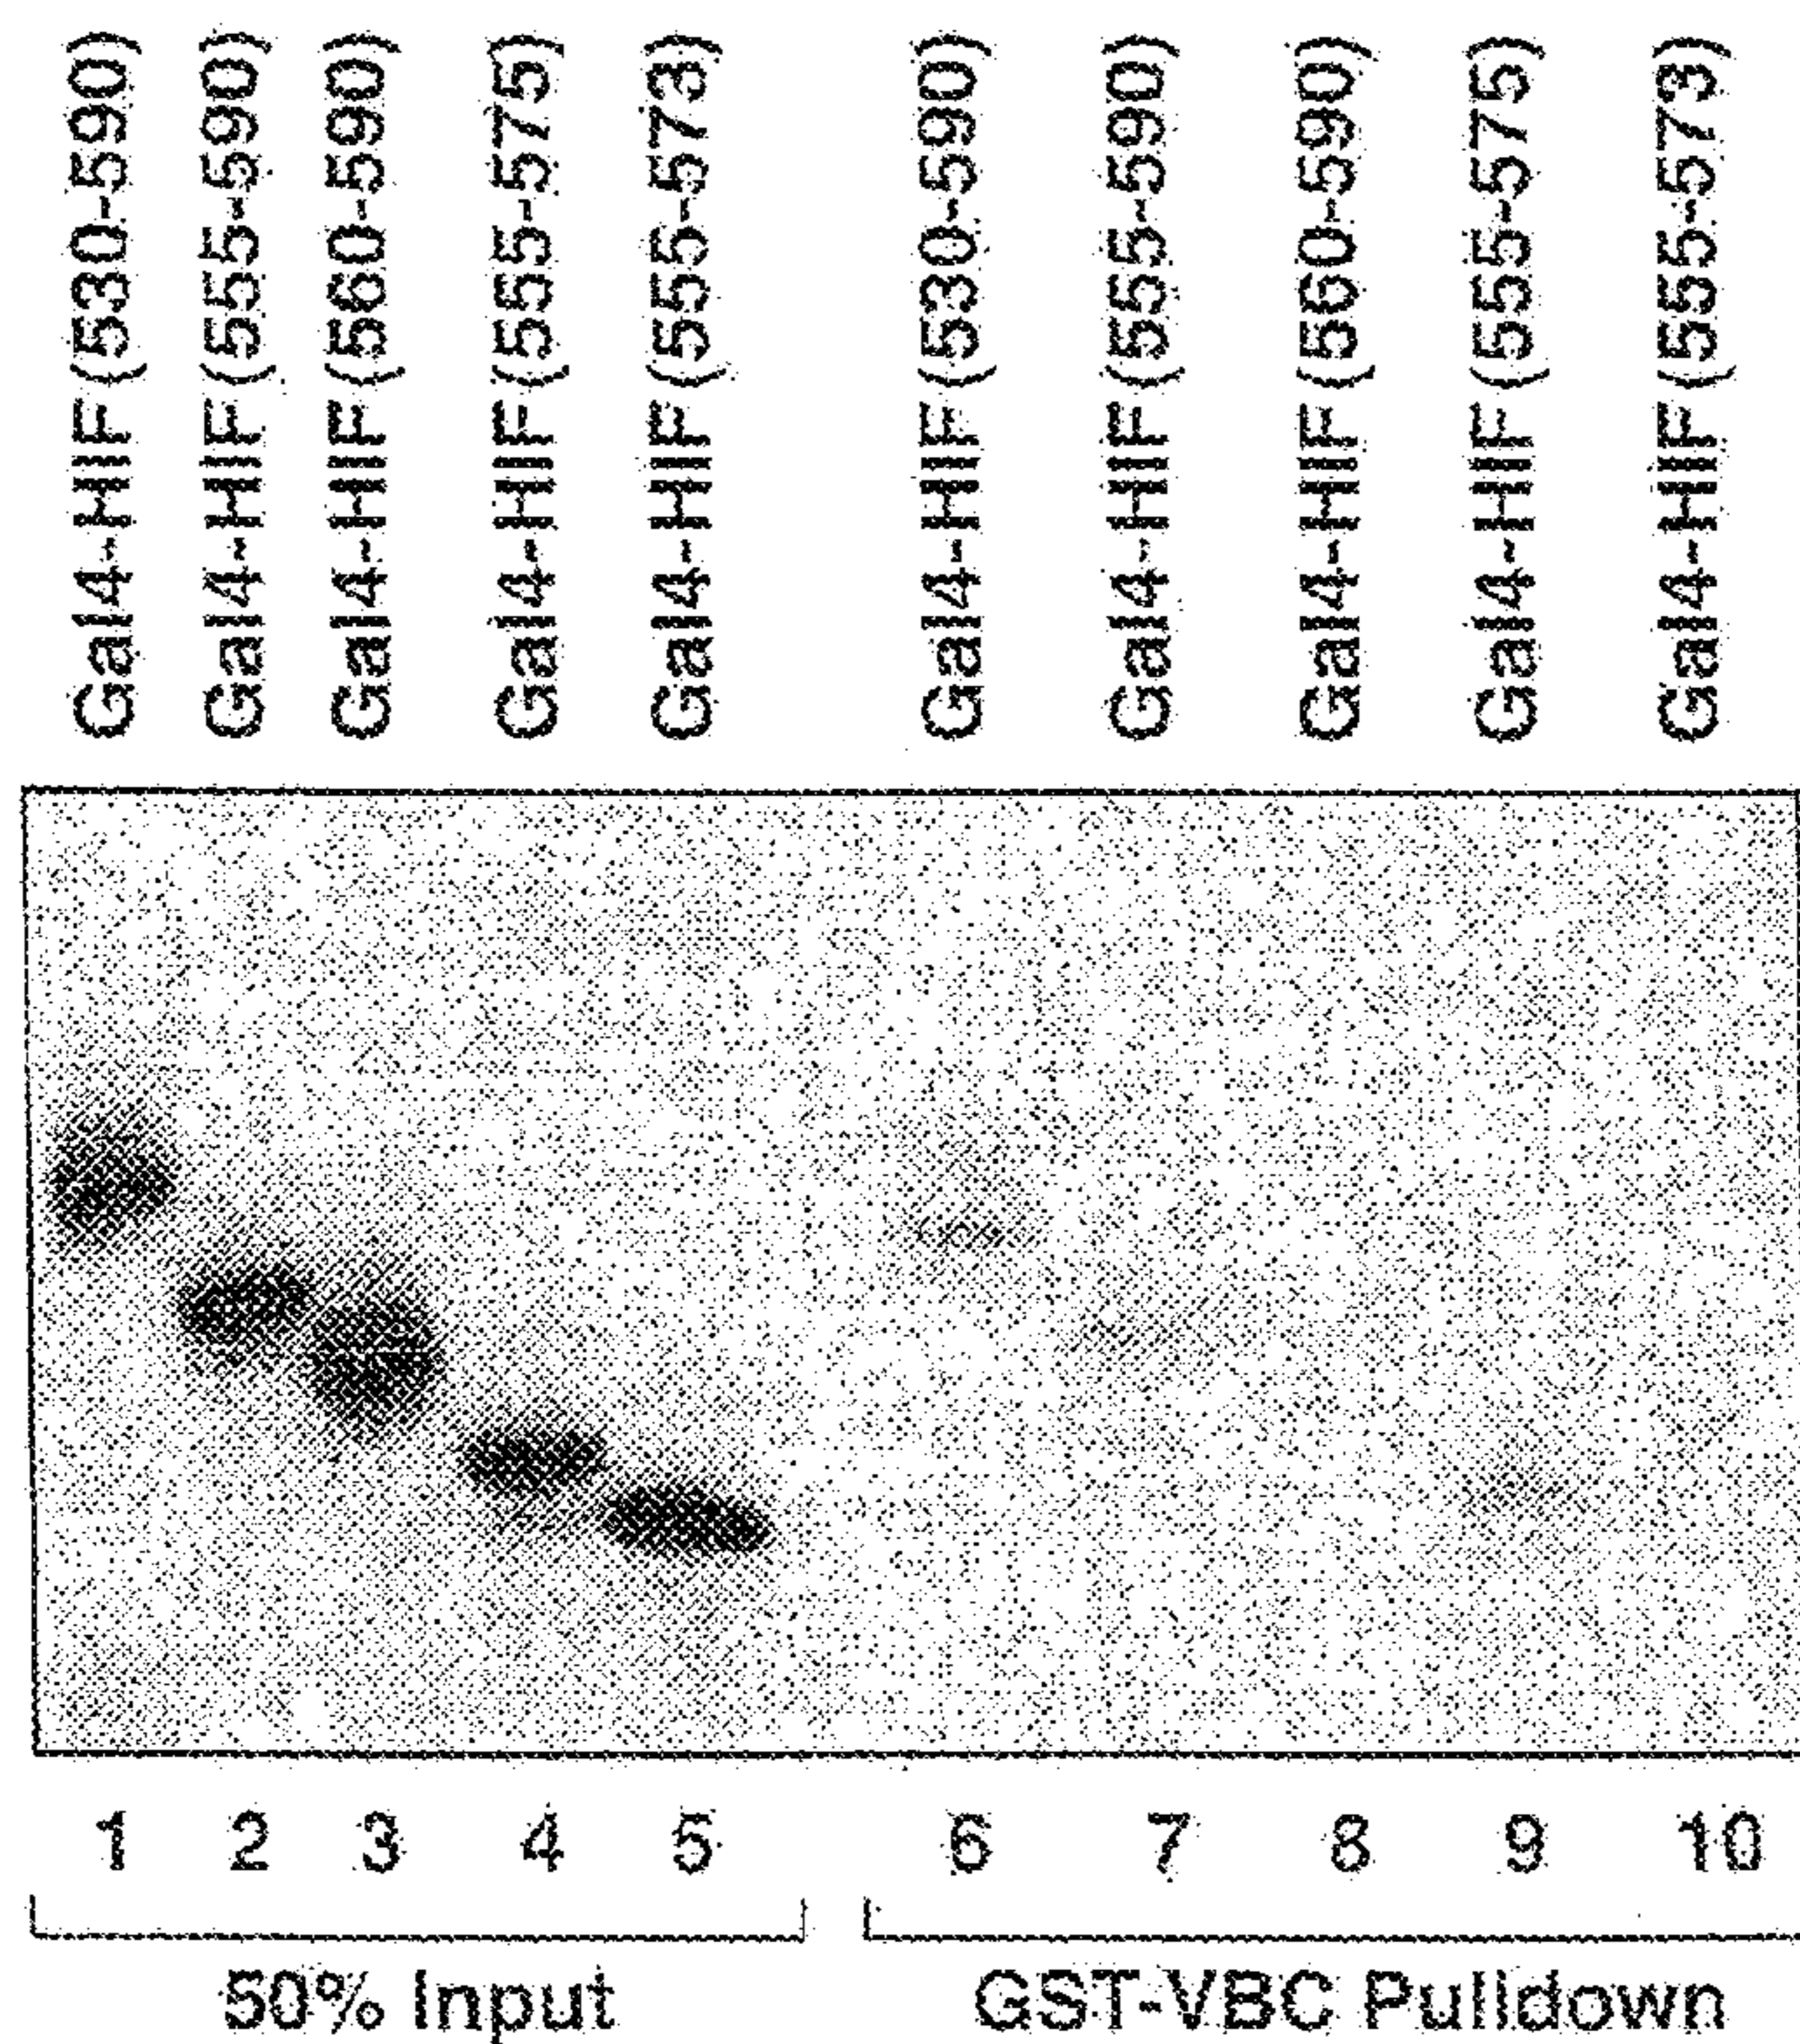 Gal4-HIF(530-590)
Gal4-HIF(555-590)
Gal4-HIF(560-590)
Gal4-HIF(555-575)
Gal4-HIF(555-573)
Gal4-HIF(530-590)
Gal4-HIF(555-590)
Gal4-HIF(560-590)
Gal4-HIF(555-575)
Gal4-HIF(555-573)
1 2 3 4 5 6 7 8 9 10
50% Input GST-VBC Pulldown